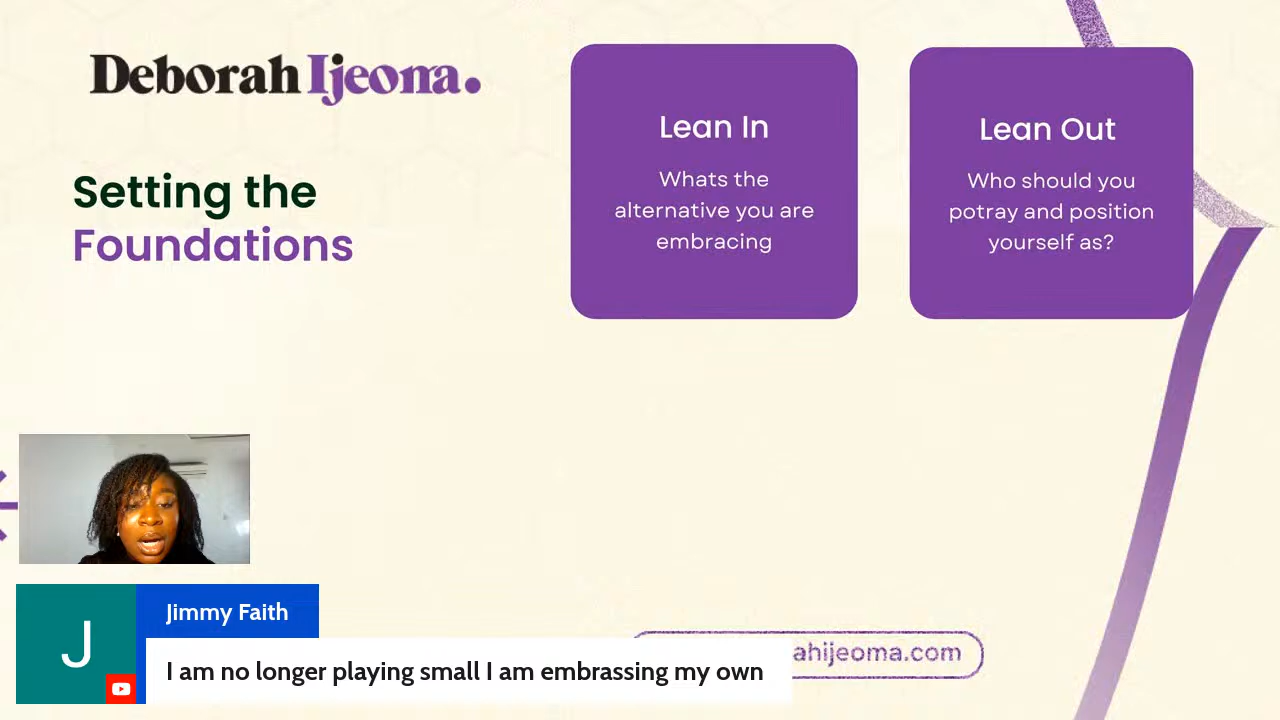 Deborah Ijeona.
Setting the
Foundations
Lean In
Whats the
alternative you are
embracing
Lean Out
Who should you
potray and position
yourself as?
J
Jimmy Faith
I am no longer playing small I am embrassing my own
ahijeoma.com